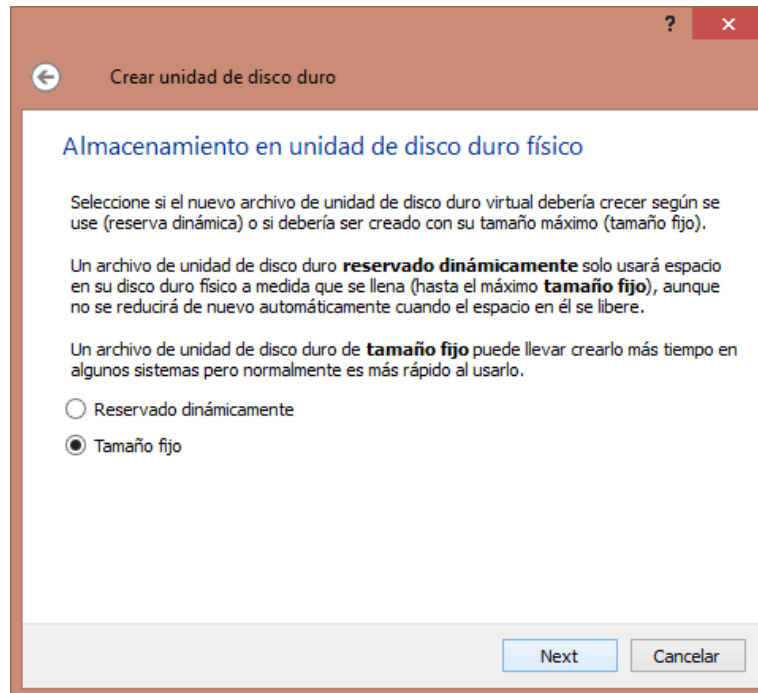 ?
Crear unidad de disco duro
Almacenamiento en unidad de disco duro físico
Seleccione si el nuevo archivo de unidad de disco duro virtual debería crecer según se
use (reserva dinámica) o si debería ser creado con su tamaño máximo (tamaño fijo).
Un archivo de unidad de disco duro reservado dinámicamente solo usará espacio
en su disco duro físico a medida que se llena (hasta el máximo tamaño fijo), aunque
no se reducirá de nuevo automáticamente cuando el espacio en él se libere.
Un archivo de unidad de disco duro de tamaño fijo puede llevar crearlo más tiempo en
algunos sistemas pero normalmente es más rápido al usarlo.
Reservado dinámicamente
Tamaño fijo
Next Cancelar